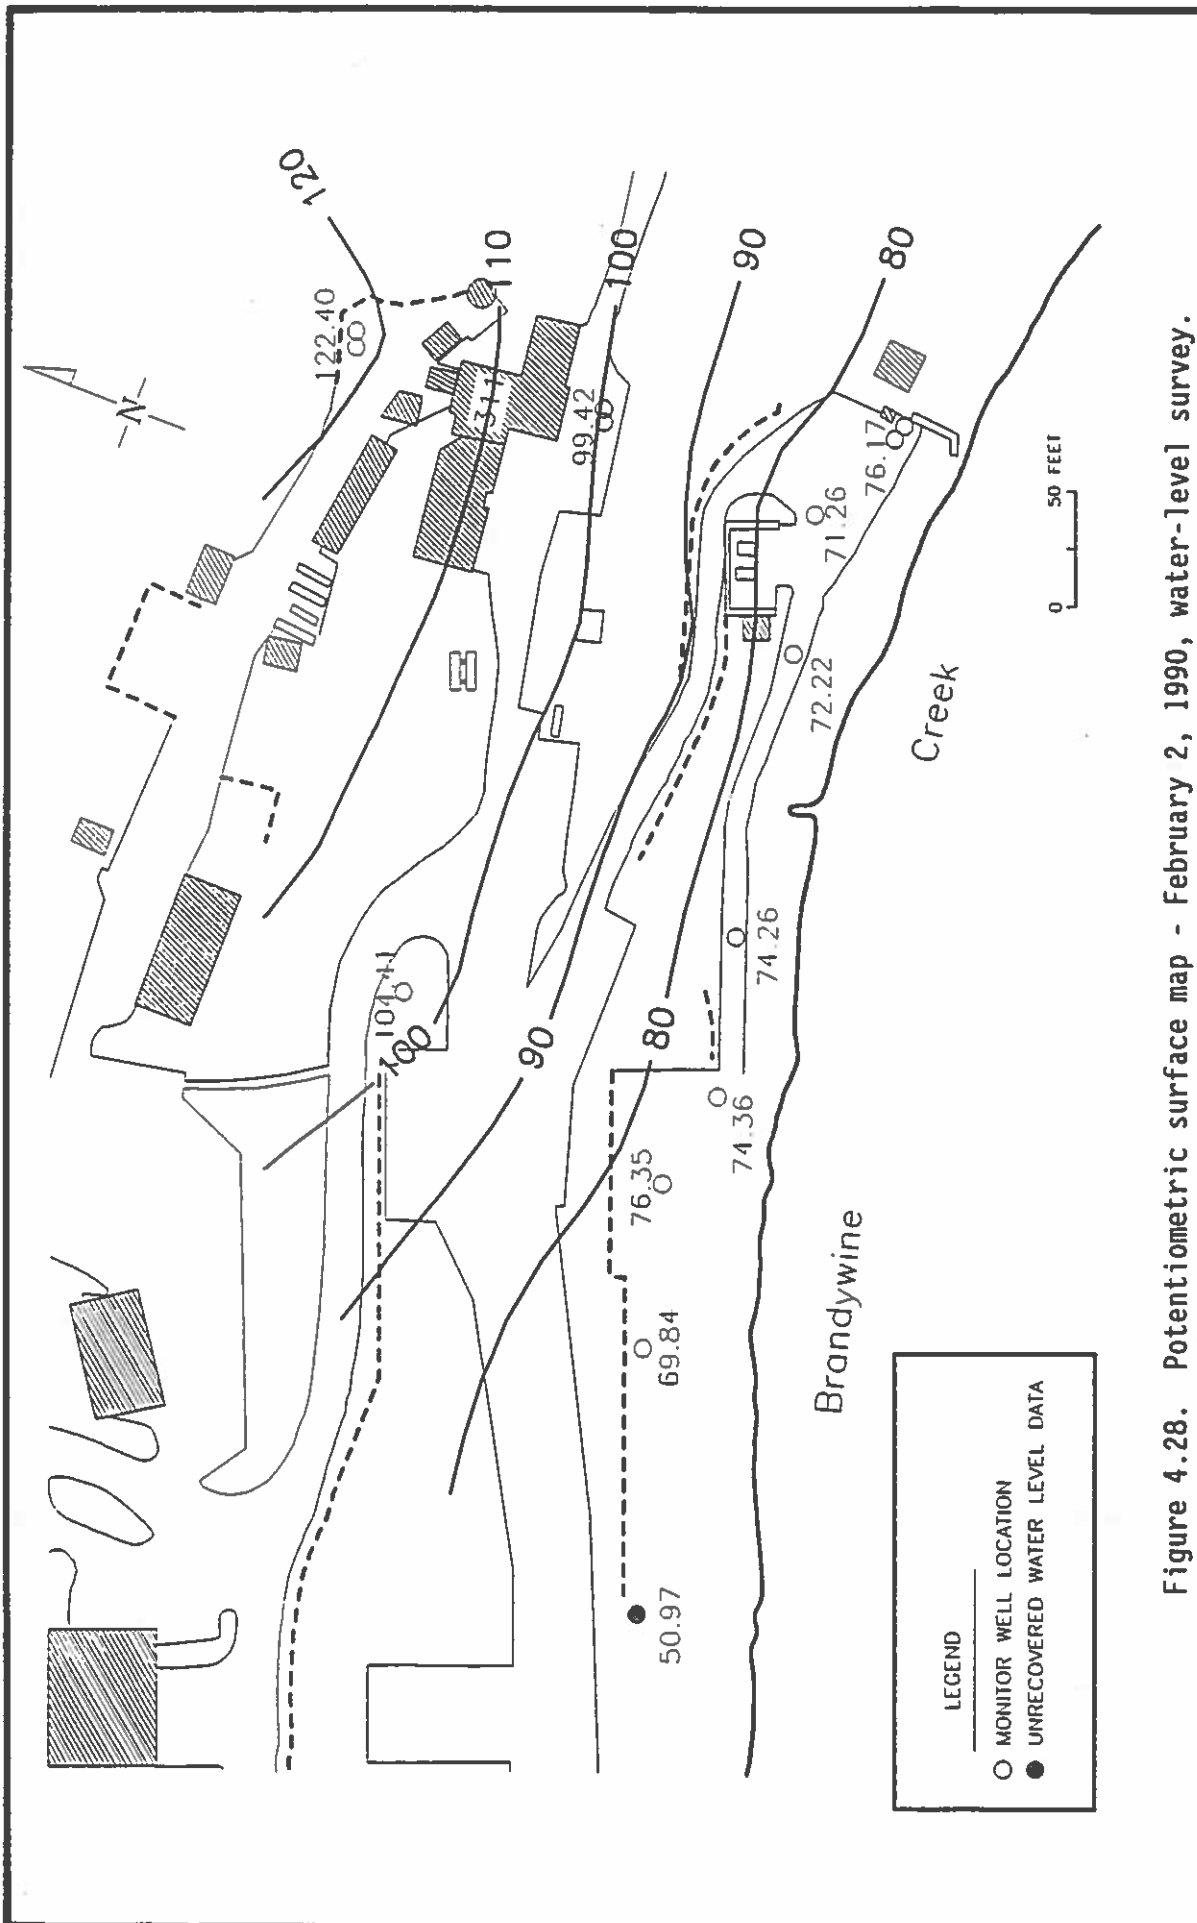 120
122.40
-N-
110
311
100
99.42
90
80
76.17
71.26
72.22
104.41
100
90
80
74.26
74.36
76.35
69.84
50.97
Brandywine
Creek
0 50 FEET
LEGEND
MONITOR WELL LOCATION
UNRECOVERED WATER LEVEL DATA
Figure 4.28. Potentiometric surface map - February 2, 1990, water-level survey.